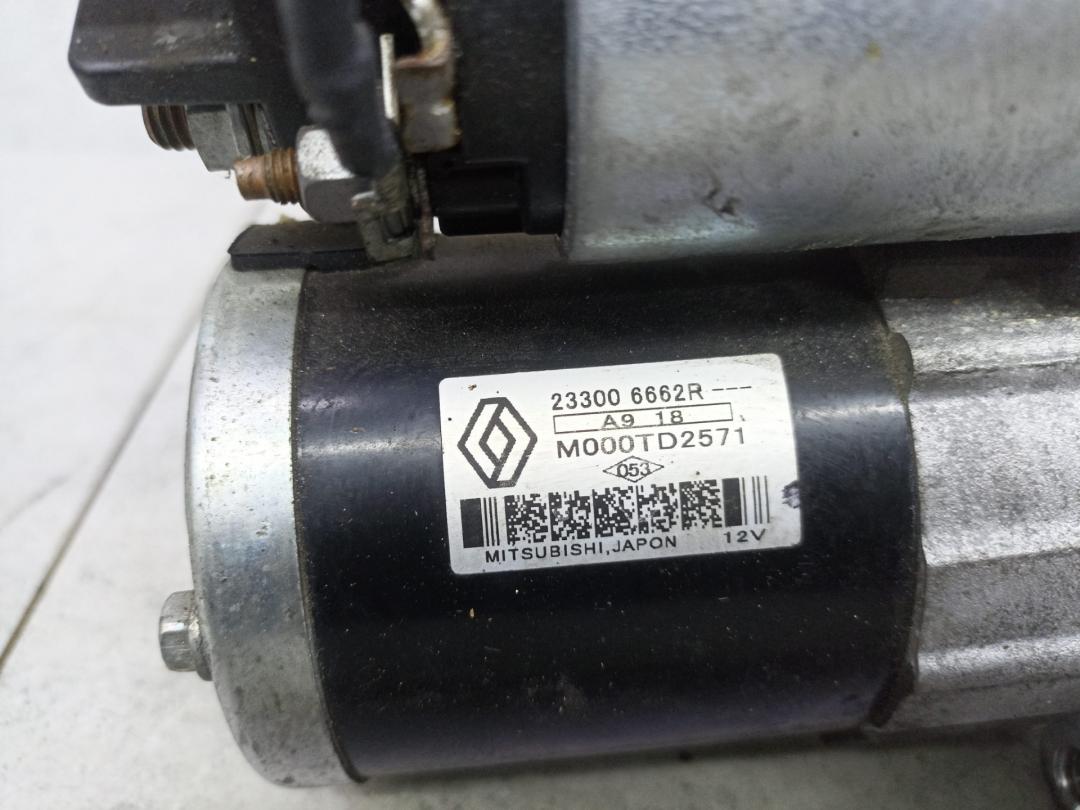 23300 6662R ---
A9 18
M000TD2571
053
MITSUBISHI,JAPON 12V